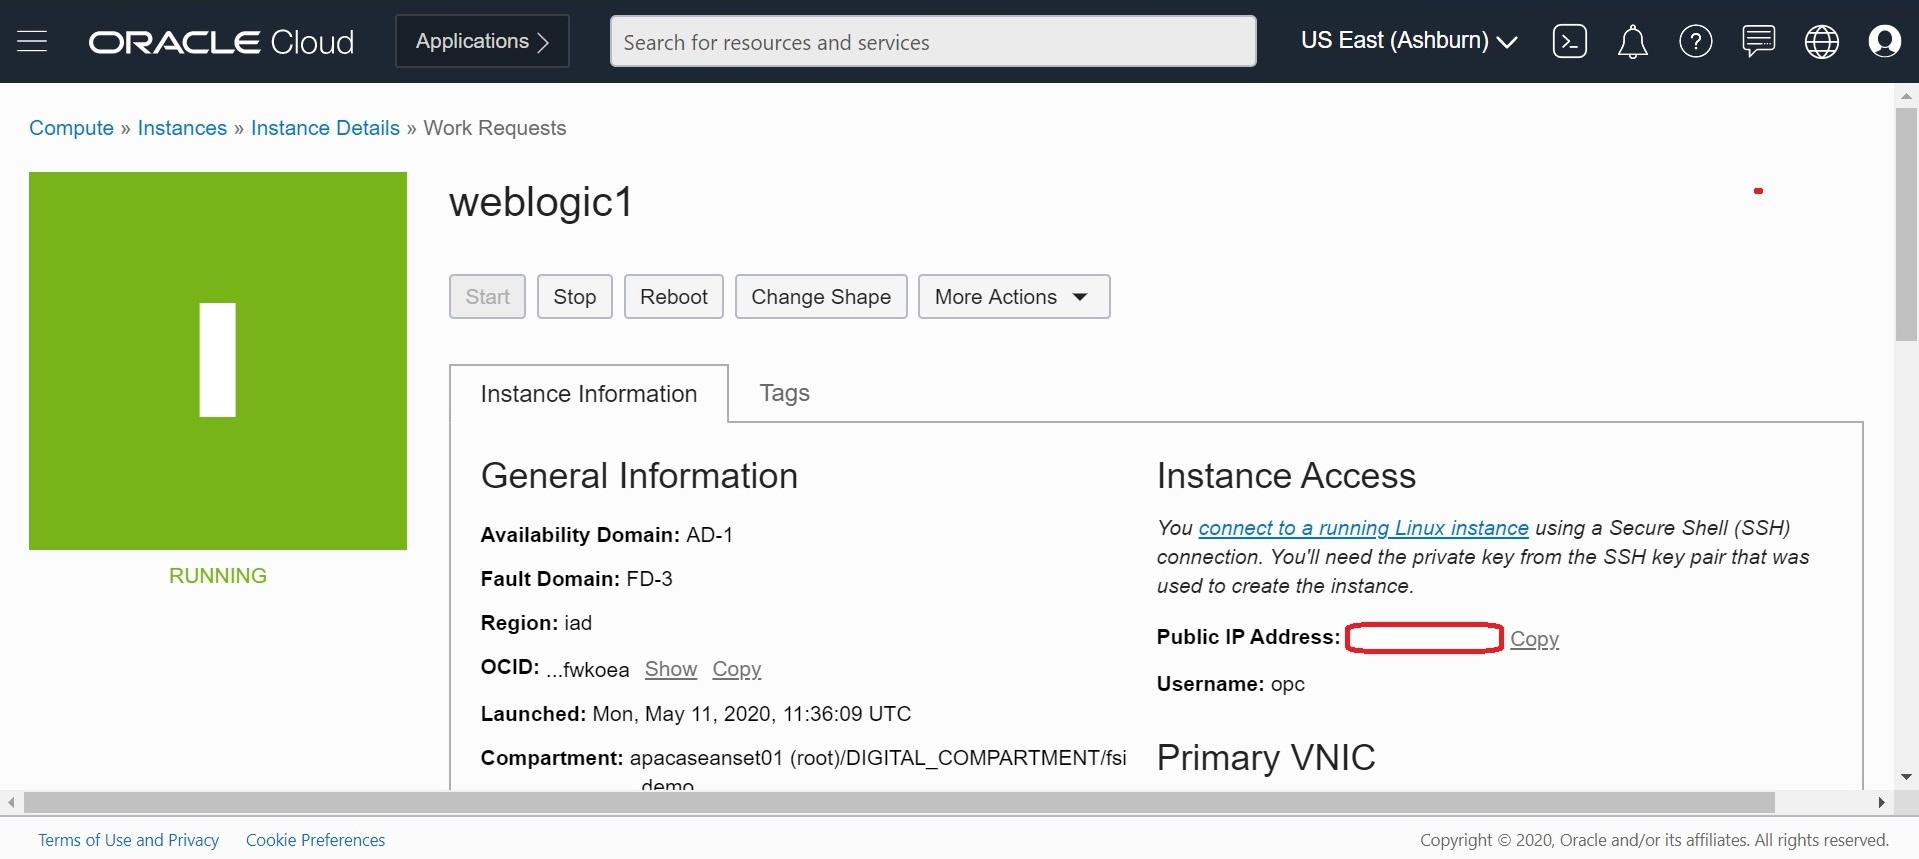 ORACLE Cloud
Applications
Search for resources and services
US East (Ashburn)
Compute » Instances » Instance Details » Work Requests
RUNNING
weblogic1
Start
Stop
Reboot
Change Shape
More Actions
Instance Information
Tags
General Information
Availability Domain: AD-1
Fault Domain: FD-3
Region: iad
OCID: ...fwkoea Show Copy
Launched: Mon, May 11, 2020, 11:36:09 UTC
Compartment: apacaseanset01 (root)/DIGITAL_COMPARTMENT/fsi
demo
Instance Access
You connect to a running Linux instance using a Secure Shell (SSH)
connection. You'll need the private key from the SSH key pair that was
used to create the instance.
Public IP Address: Copy
Username: opc
Primary VNIC
Terms of Use and Privacy
Cookie Preferences
Copyright © 2020, Oracle and/or its affiliates. All rights reserved.